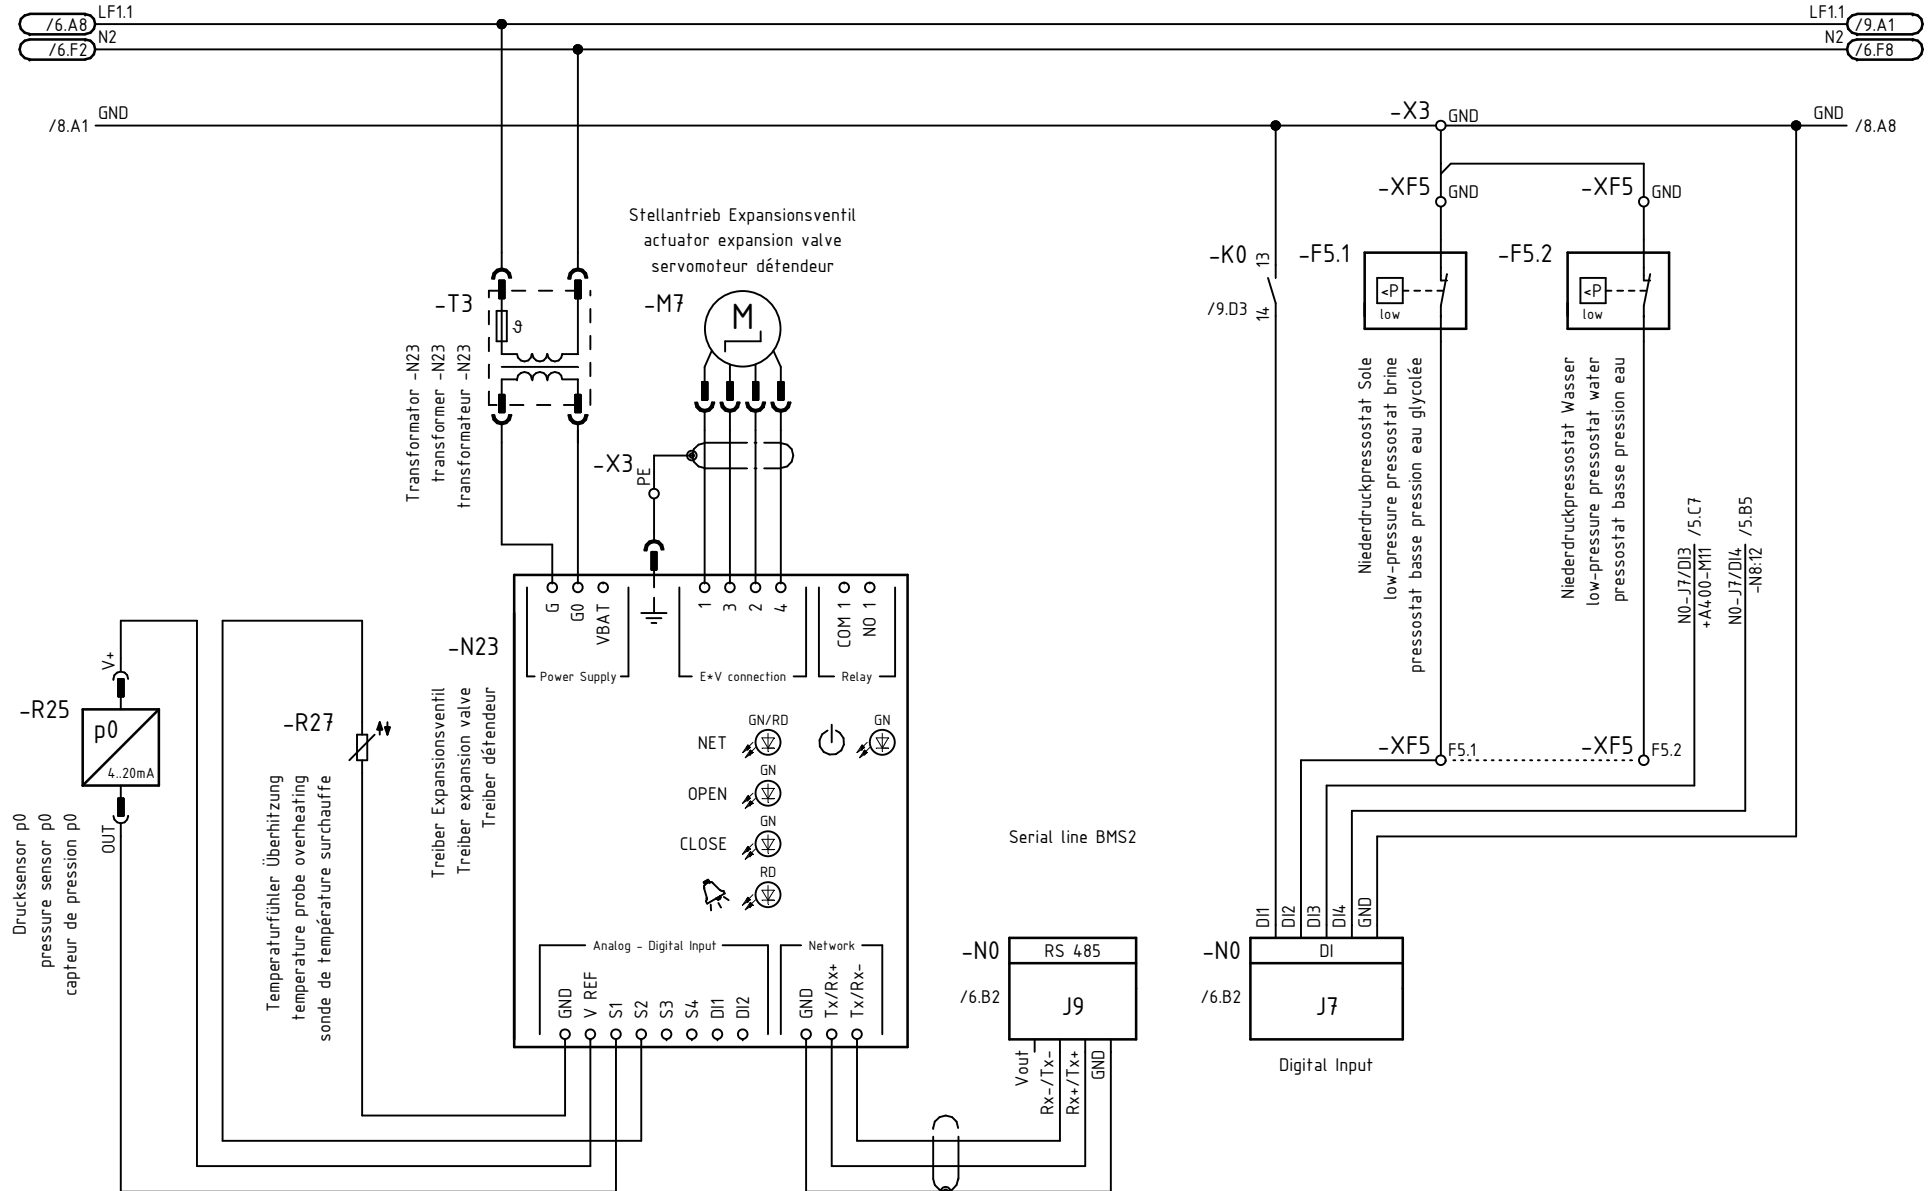 LF1.1
/6.A8
N2
/6.F2
LF1.1
/9.A1
N2
/6.F8
GND
/8.A1
-X3
GND
GND
/8.A8
-XF5
GND
-XF5
GND
Stellantrieb Expansionsventil
actuator expansion valve
servomoteur détendeur
-K0
13
14
/9.D3
-F5.1
<P
low
-F5.2
<P
low
-T3
ϑ
Transformator -N23
transformer -N23
transformateur -N23
-M7
M
-X3
PE
Niederdruckpressostat Sole
low-pressure pressostat brine
pressostat basse pression eau glycolée
Niederdruckpressostat Wasser
low-pressure pressostat water
pressostat basse pression eau
N0-J7/DI3 /5.C7
+A400-M11
N0-J7/DI4 /5.B5
-N8:12
G
G0
VBAT
1
3
2
4
COM 1
NO 1
Power Supply
E*V connection
Relay
-N23
Treiber Expansionsventil
Treiber expansion valve
Treiber détendeur
V+
-R25
p0
4..20mA
OUT
Drucksensor p0
pressure sensor p0
capteur de pression p0
-R27
Temperaturfühler Überhitzung
temperature probe overheating
sonde de température surchauffe
GN/RD
NET
GN
GN
OPEN
GN
CLOSE
RD
-XF5
F5.1
-XF5
F5.2
Serial line BMS2
Analog - Digital Input
Network
GND
V REF
S1
S2
S3
S4
DI1
DI2
GND
Tx/Rx+
Tx/Rx-
-N0
RS 485
/6.B2
J9
Vout
Rx-/Tx-
Rx+/Tx+
GND
DI1
DI2
DI3
DI4
GND
-N0
DI
/6.B2
J7
Digital Input